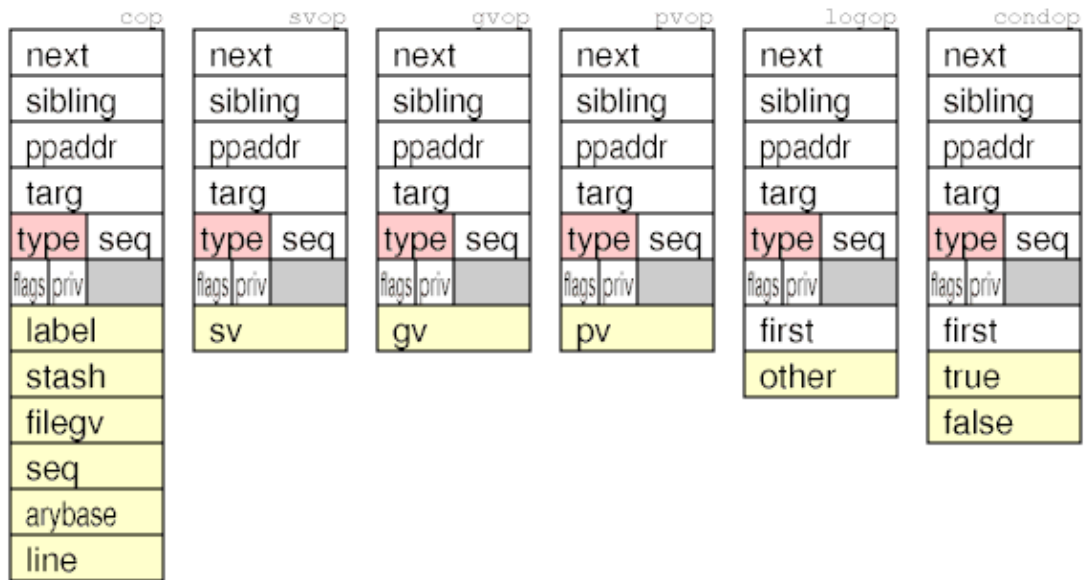 cop svop gvop pvop logop condop
next next next next next next
sibling sibling sibling sibling sibling sibling
ppaddr ppaddr ppaddr ppaddr ppaddr ppaddr
targ targ targ targ targ targ
type seq type seq type seq type seq type seq type seq
flags priv flags priv flags priv flags priv flags priv flags priv
label sv gv pv first first
stash other true
filegv false
seq
arybase
line